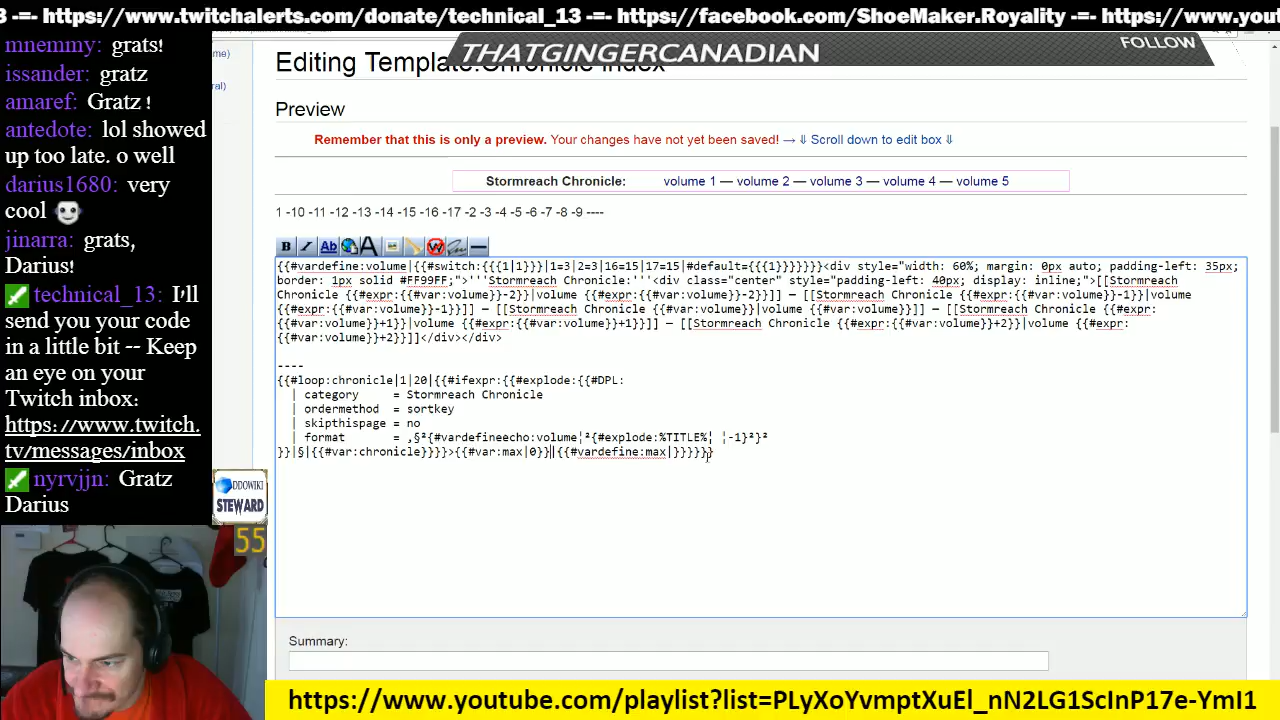 3 -=- https://www.twitchalerts.com/donate/technical_13 -=- https://facebook.com/ShoeMaker.Royality -=- https://www.yout
THATGINGERCANADIAN
FOLLOW
mnemmy: grats!
issander: gratz
amaref: Gratz !
antedote: lol showed
up too late. o well
darius1680: very
cool
jinarra: grats,
Darius!
technical_13: I'll
send you your code
in a little bit -- Keep
an eye on your
Twitch inbox:
https://www.twitch.
tv/messages/inbox
nyrvjjn: Gratz
Darius
DDOWIKI
STEWARD
55
Editing Template:Chronicle Index
Preview
Remember that this is only a preview. Your changes have not yet been saved! → ⇓ Scroll down to edit box ⇓
Stormreach Chronicle: volume 1 — volume 2 — volume 3 — volume 4 — volume 5
1 -10 -11 -12 -13 -14 -15 -16 -17 -2 -3 -4 -5 -6 -7 -8 -9 ----
B I Ab A W
{{#vardefine:volume|{{#switch:{{{1|1}}}|1=3|2=3|16=15|17=15|#default={{{1}}}}}}}<div style="width: 60%; margin: 0px auto; padding-left: 35px;
border: 1px solid #FF99FF;">'''Stormreach Chronicle:'''<div class="center" style="padding-left: 40px; display: inline;">[[Stormreach
Chronicle {{#expr:{{#var:volume}}-2}}|volume {{#expr:{{#var:volume}}-2}}]] — [[Stormreach Chronicle {{#expr:{{#var:volume}}-1}}|volume
{{#expr:{{#var:volume}}-1}}]] — [[Stormreach Chronicle {{#var:volume}}|volume {{#var:volume}}]] — [[Stormreach Chronicle {{#expr:
{{#var:volume}}+1}}|volume {{#expr:{{#var:volume}}+1}}]] — [[Stormreach Chronicle {{#expr:{{#var:volume}}+2}}|volume {{#expr:
{{#var:volume}}+2}}]]</div></div>
----
{{#loop:chronicle|1|20|{{#ifexpr:{{#explode:{{#DPL:
| category = Stormreach Chronicle
| ordermethod = sortkey
| skipthispage = no
| format = ,§²{#vardefineecho:volume¦²{#explode:%TITLE%¦ ¦-1}²}²
}}|§|{{#var:chronicle}}}}>{{#var:max|0}}|{{#vardefine:max|}}}}}}
Summary:
https://www.youtube.com/playlist?list=PLyXoYvmptXuEl_nN2LG1ScInP17e-YmI1